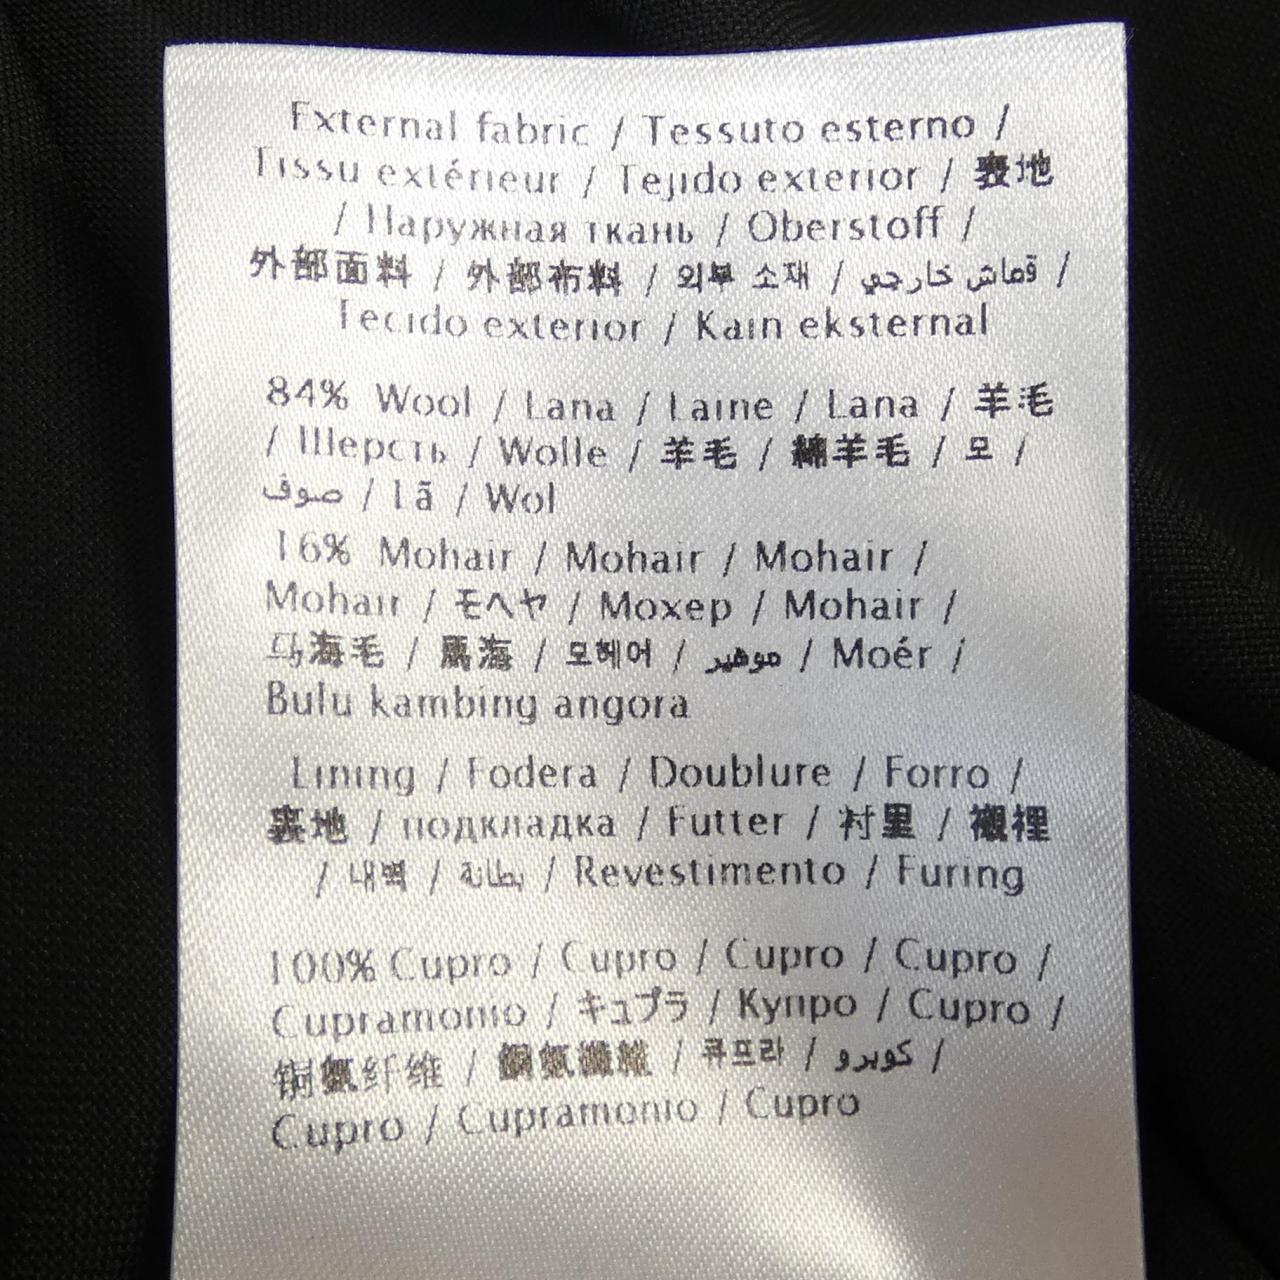 External fabric / Tessuto esterno /
Tissu extérieur / Tejido exterior / 表地
/ Наружная ткань / Oberstoff /
外部面料 / 外部布料 / 외부 소재 / قماش خارجي /
Tecido exterior / Kain eksternal
84% Wool / Lana / Laine / Lana / 羊毛
/ Шерсть / Wolle / 羊毛 / 綿羊毛 / 모 /
صوف / Lã / Wol
16% Mohair / Mohair / Mohair /
Mohair / モヘヤ / Мохер / Mohair /
马海毛 / 馬海 / 모헤어 / موهير / Moér /
Bulu kambing angora
Lining / Fodera / Doublure / Forro /
裏地 / подкладка / Futter / 衬里 / 襯裡
/ 내벽 / بطانة / Revestimento / Furing
100% Cupro / Cupro / Cupro / Cupro /
Cupramonio / キュプラ / Купро / Cupro /
铜氨纤维 / 銅氨纖維 / 큐프라 / كوبرو /
Cupro / Cupramonio / Cupro